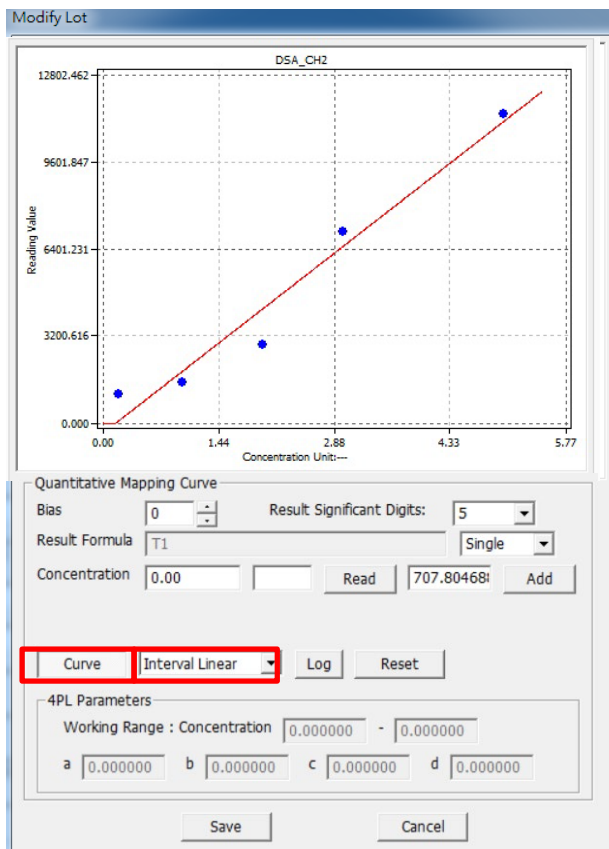 Modify Lot
DSA_CH2
12802.462
9601.847
6401.231
3200.616
0.000
Reading Value
0.00 1.44 2.88 4.33 5.77
Concentration Unit:---
Quantitative Mapping Curve
Bias 0 Result Significant Digits: 5
Result Formula T1 Single
Concentration 0.00 Read 707.80468 Add
Curve Interval Linear Log Reset
4PL Parameters
Working Range : Concentration 0.000000 - 0.000000
a 0.000000 b 0.000000 c 0.000000 d 0.000000
Save Cancel